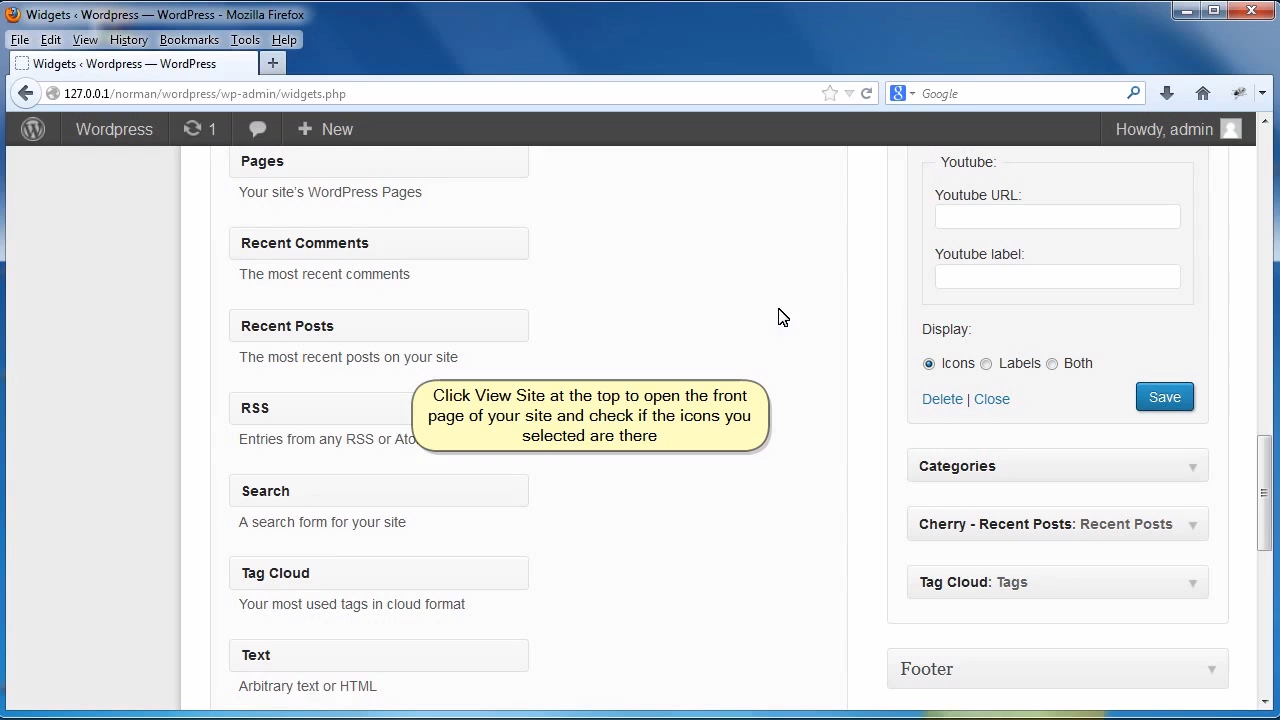 Widgets ‹ Wordpress — WordPress - Mozilla Firefox
File Edit View History Bookmarks Tools Help
Widgets ‹ Wordpress — WordPress
127.0.0.1/norman/wordpress/wp-admin/widgets.php
Google
Wordpress 1 New Howdy, admin
Pages
Your site's WordPress Pages
Recent Comments
The most recent comments
Recent Posts
The most recent posts on your site
RSS
Entries from any RSS or Ato
Search
A search form for your site
Tag Cloud
Your most used tags in cloud format
Text
Arbitrary text or HTML
Click View Site at the top to open the front
page of your site and check if the icons you
selected are there
Youtube:
Youtube URL:
Youtube label:
Display:
Icons Labels Both
Delete | Close Save
Categories
Cherry - Recent Posts: Recent Posts
Tag Cloud: Tags
Footer